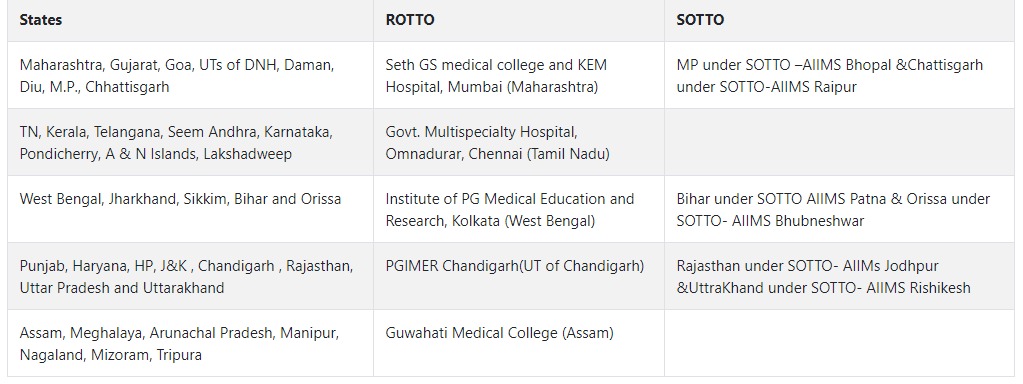 States
ROTTO
SOTTO
Maharashtra, Gujarat, Goa, UTs of DNH, Daman,
Diu, M.P., Chhattisgarh
Seth GS medical college and KEM
Hospital, Mumbai (Maharashtra)
MP under SOTTO –AIIMS Bhopal &Chattisgarh
under SOTTO-AIIMS Raipur
TN, Kerala, Telangana, Seem Andhra, Karnataka,
Pondicherry, A & N Islands, Lakshadweep
Govt. Multispecialty Hospital,
Omnadurar, Chennai (Tamil Nadu)
West Bengal, Jharkhand, Sikkim, Bihar and Orissa
Institute of PG Medical Education and
Research, Kolkata (West Bengal)
Bihar under SOTTO AIIMS Patna & Orissa under
SOTTO- AIIMS Bhubneshwar
Punjab, Haryana, HP, J&K , Chandigarh , Rajasthan,
Uttar Pradesh and Uttarakhand
PGIMER Chandigarh(UT of Chandigarh)
Rajasthan under SOTTO- AIIMs Jodhpur
&UttraKhand under SOTTO- AIIMS Rishikesh
Assam, Meghalaya, Arunachal Pradesh, Manipur,
Nagaland, Mizoram, Tripura
Guwahati Medical College (Assam)